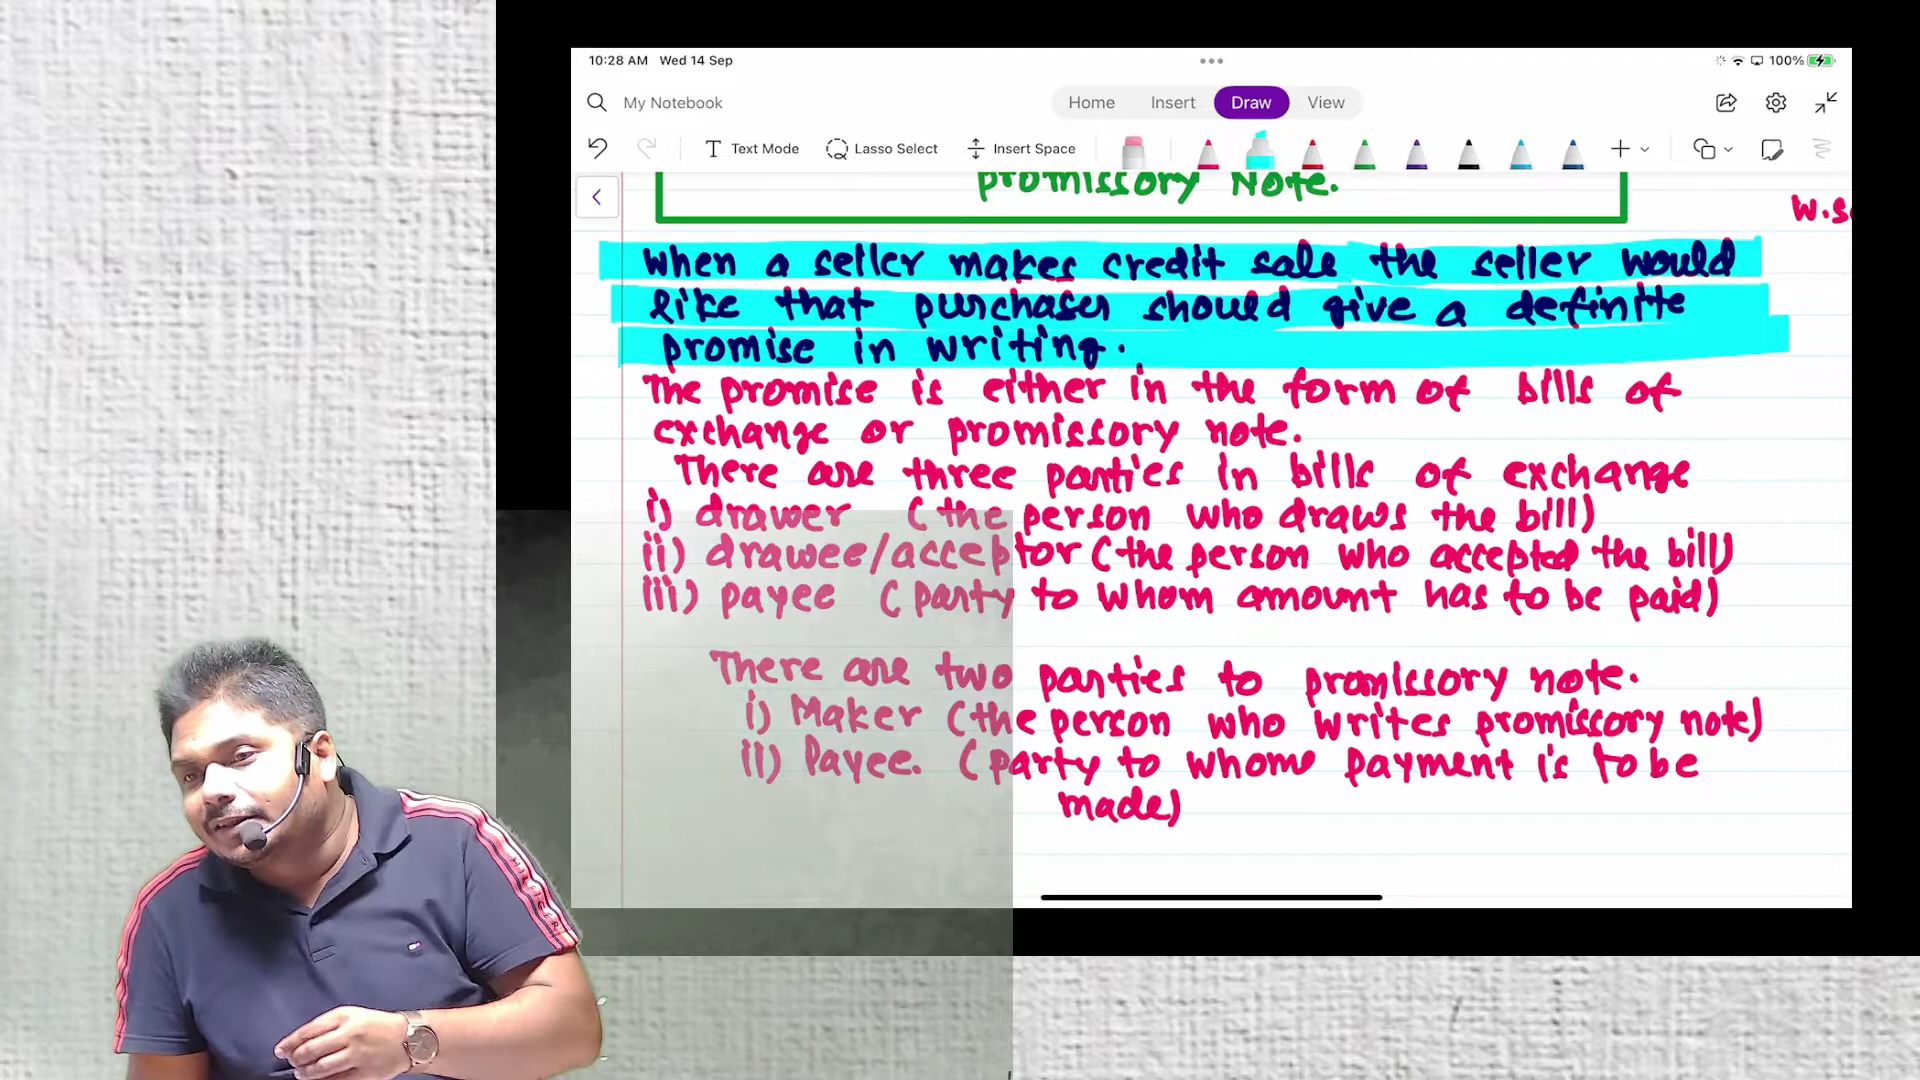 10:28 AM Wed 14 Sep
100%
My Notebook
Home Insert Draw View
Text Mode Lasso Select Insert Space
promissory Note.
W.s
When a seller makes credit sale the seller would
like that purchaser should give a definite
promise in writing.
The promise is either in the form of bills of
exchange or promissory note.
There are three parties in bills of exchange
i) drawer (the person who draws the bill)
ii) drawee/acceptor (the person who accepted the bill)
iii) payee (party to whom amount has to be paid)
There are two parties to promissory note.
i) Maker (the person who writes promissory note)
ii) Payee. (party to whome payment is to be
made)